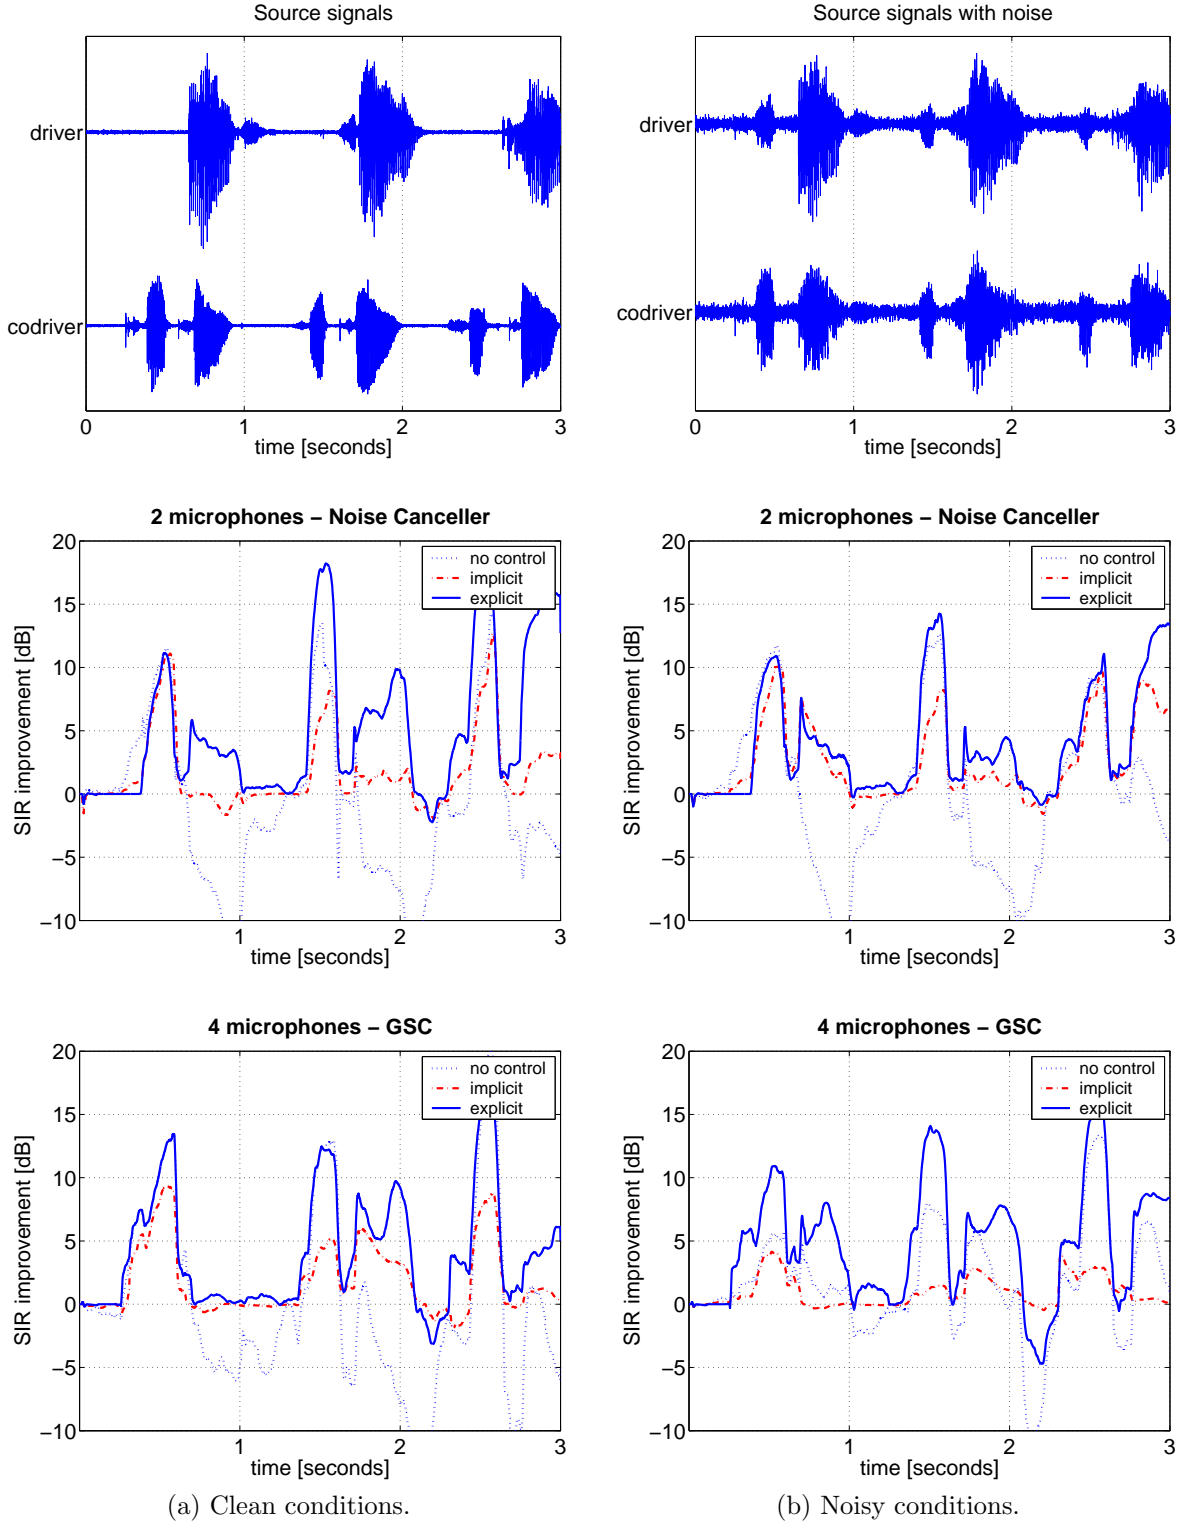 Source signals
driver
codriver
0 1 2 3
time [seconds]
Source signals with noise
driver
codriver
0 1 2 3
time [seconds]
2 microphones − Noise Canceller
SIR improvement [dB]
20
15
10
5
0
−5
−10
no control
implicit
explicit
1 2 3
time [seconds]
2 microphones − Noise Canceller
SIR improvement [dB]
20
15
10
5
0
−5
−10
no control
implicit
explicit
1 2 3
time [seconds]
4 microphones − GSC
SIR improvement [dB]
20
15
10
5
0
−5
−10
no control
implicit
explicit
1 2 3
time [seconds]
4 microphones − GSC
SIR improvement [dB]
20
15
10
5
0
−5
−10
no control
implicit
explicit
1 2 3
time [seconds]
(a) Clean conditions.
(b) Noisy conditions.